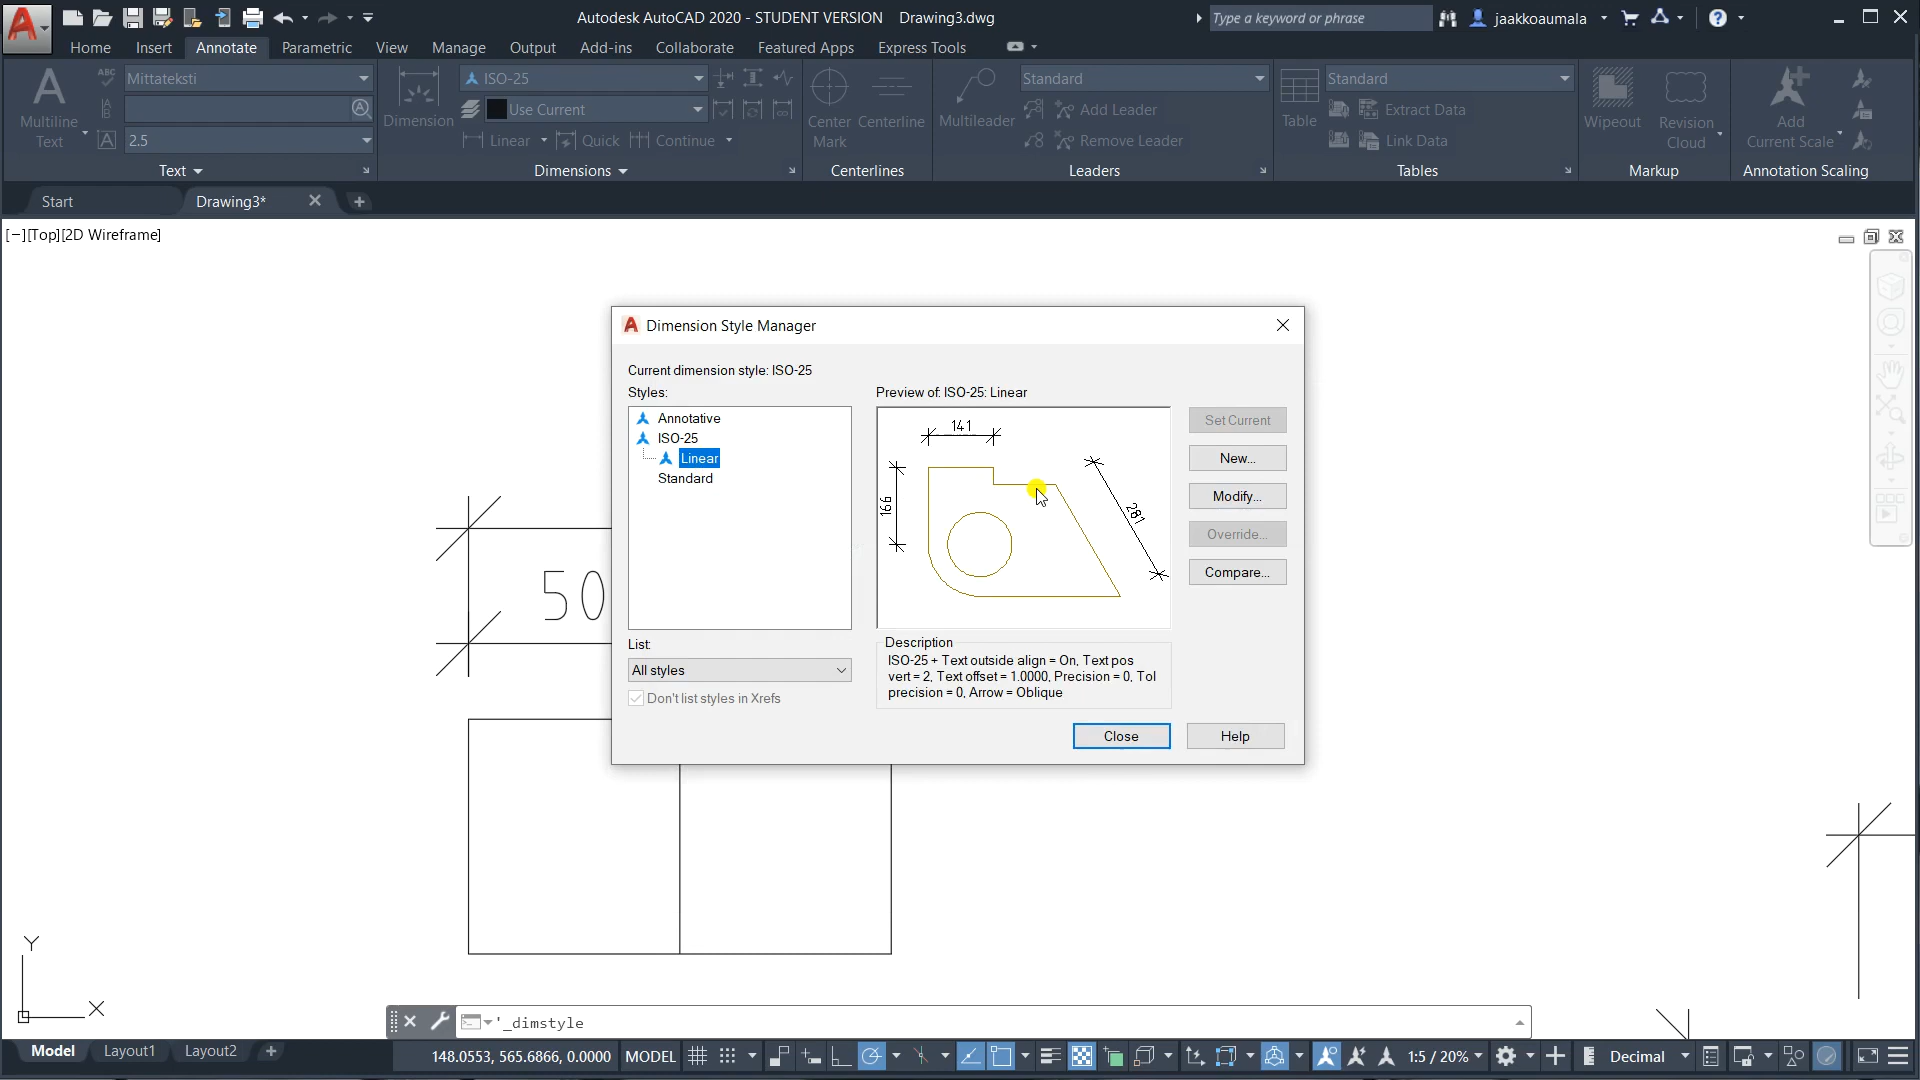 Autodesk AutoCAD 2020 - STUDENT VERSION Drawing3.dwg
Type a keyword or phrase
jaakkoaumala
Home Insert Annotate Parametric View Manage Output Add-ins Collaborate Featured Apps Express Tools
Multiline Text
ABC
Mittateksti
2.5
Text
Dimension
ISO-25
Use Current
Linear Quick Continue
Dimensions
Center Mark
Centerline
Centerlines
Multileader
Standard
Add Leader
Remove Leader
Leaders
Table
Standard
Extract Data
Link Data
Tables
Wipeout
Revision Cloud
Markup
Add Current Scale
Annotation Scaling
Start
Drawing3*
[−][Top][2D Wireframe]
Dimension Style Manager
Current dimension style: ISO-25
Styles:
Annotative
ISO-25
Linear
Standard
Preview of: ISO-25: Linear
141
166
281
Set Current
New...
Modify...
Override...
Compare...
List:
All styles
Don't list styles in Xrefs
Description
ISO-25 + Text outside align = On, Text pos
vert = 2, Text offset = 1.0000, Precision = 0, Tol
precision = 0, Arrow = Oblique
Close
Help
50
Y
X
'_dimstyle
Model Layout1 Layout2
148.0553, 565.6866, 0.0000 MODEL
1:5 / 20%
Decimal